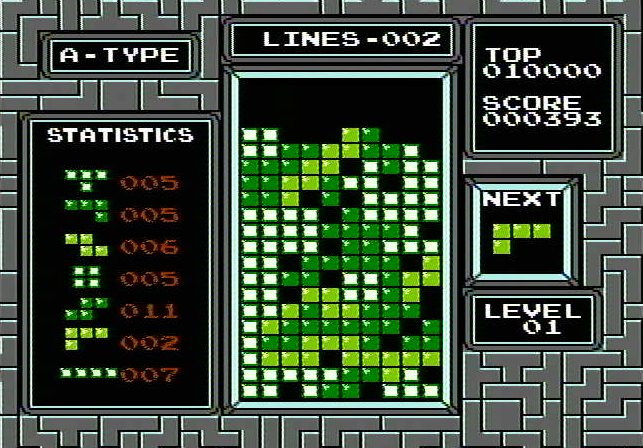 A-TYPE
LINES-002
TOP
010000
SCORE
000393
STATISTICS
005
005
006
005
011
002
007
NEXT
LEVEL
01